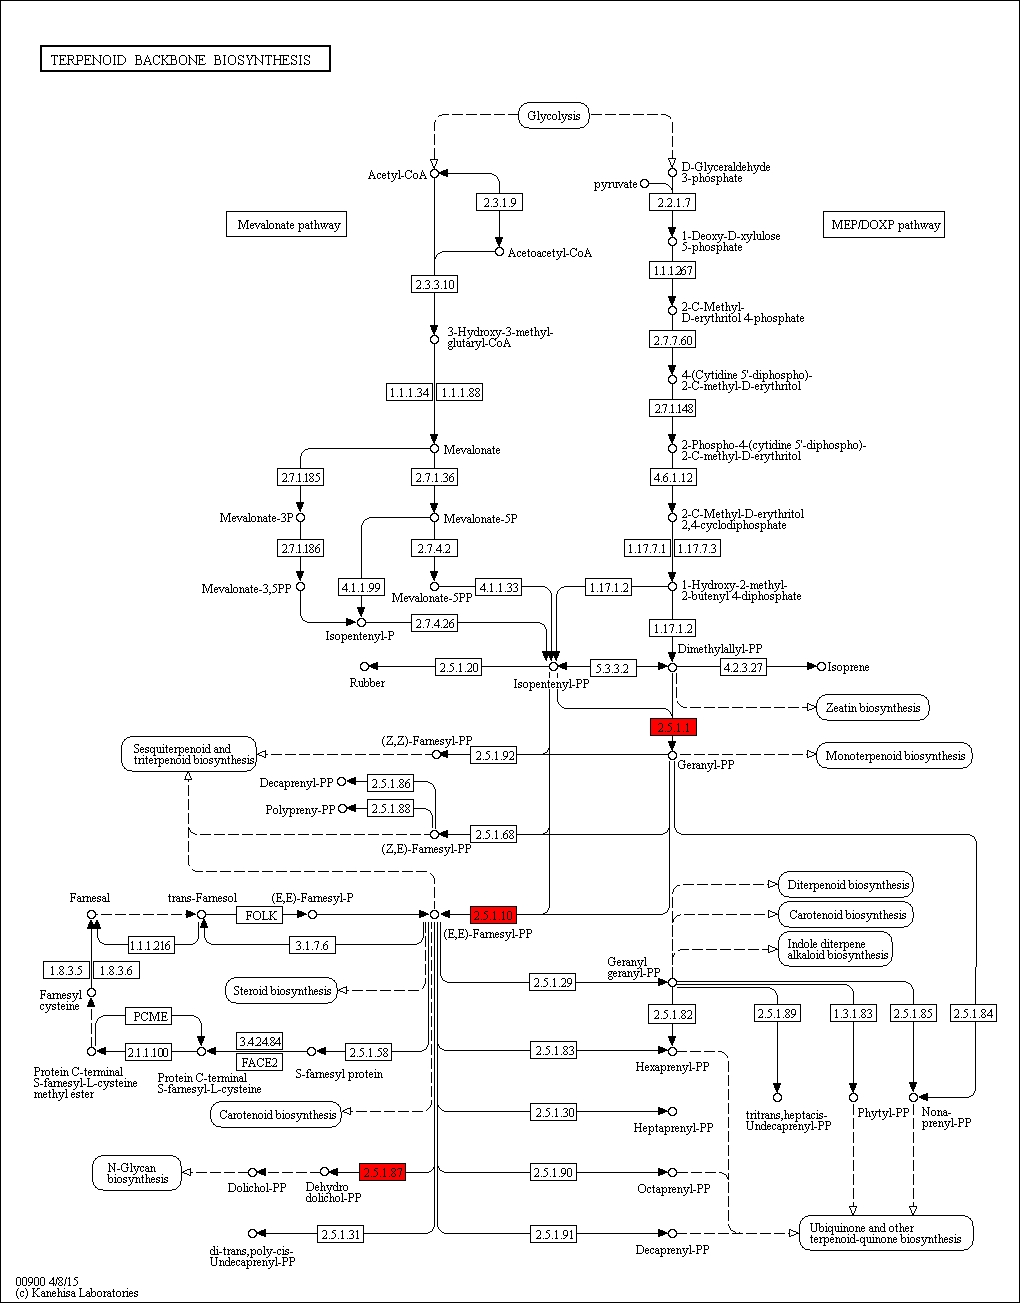 TERPENOID BACKBONE BIOSYNTHESIS
Glycolysis
Acetyl-CoA
D-Glyceraldehyde
3-phosphate
pyruvate
2.3.1.9
2.2.1.7
Mevalonate pathway
MEP/DOXP pathway
1-Deoxy-D-xylulose
5-phosphate
Acetoacetyl-CoA
1.1.1.267
2.3.3.10
2-C-Methyl-
D-erythritol 4-phosphate
3-Hydroxy-3-methyl-
glutaryl-CoA
2.7.7.60
4-(Cytidine 5'-diphospho)-
2-C-methyl-D-erythritol
1.1.1.34
1.1.1.88
2.7.1.148
Mevalonate
2-Phospho-4-(cytidine 5'-diphospho)-
2-C-methyl-D-erythritol
2.7.1.185
2.7.1.36
4.6.1.12
Mevalonate-3P
Mevalonate-5P
2-C-Methyl-D-erythritol
2,4-cyclodiphosphate
2.7.1.186
2.7.4.2
1.17.7.1
1.17.7.3
Mevalonate-3,5PP
4.1.1.99
Mevalonate-5PP
4.1.1.33
1.17.1.2
1-Hydroxy-2-methyl-
2-butenyl 4-diphosphate
Isopentenyl-P
2.7.4.26
1.17.1.2
Dimethylallyl-PP
Rubber
2.5.1.20
Isopentenyl-PP
5.3.3.2
4.2.3.27
Isoprene
Zeatin biosynthesis
2.5.1.1
Sesquiterpenoid and
triterpenoid biosynthesis
(Z,Z)-Farnesyl-PP
2.5.1.92
Geranyl-PP
Monoterpenoid biosynthesis
Decaprenyl-PP
2.5.1.86
Polypreny-PP
2.5.1.88
(Z,E)-Farnesyl-PP
2.5.1.68
Diterpenoid biosynthesis
Farnesal
trans-Farnesol
(E,E)-Farnesyl-P
FOLK
2.5.1.10
(E,E)-Farnesyl-PP
Carotenoid biosynthesis
1.1.1.216
3.1.7.6
Indole diterpene
alkaloid biosynthesis
1.8.3.5
1.8.3.6
Geranyl
geranyl-PP
2.5.1.29
Farnesyl
cysteine
Steroid biosynthesis
PCME
2.5.1.82
2.5.1.89
1.3.1.83
2.5.1.85
2.5.1.84
3.4.24.84
2.1.1.100
FACE2
2.5.1.58
2.5.1.83
Protein C-terminal
S-farnesyl-L-cysteine
methyl ester
Protein C-terminal
S-farnesyl-L-cysteine
S-farnesyl protein
Hexaprenyl-PP
Carotenoid biosynthesis
2.5.1.30
Heptaprenyl-PP
tritrans,heptacis-
Undecaprenyl-PP
Phytyl-PP
Nona-
prenyl-PP
N-Glycan
biosynthesis
Dolichol-PP
Dehydro
dolichol-PP
2.5.1.87
2.5.1.90
Octaprenyl-PP
di-trans,poly-cis-
Undecaprenyl-PP
2.5.1.31
2.5.1.91
Decaprenyl-PP
Ubiquinone and other
terpenoid-quinone biosynthesis
00900 4/8/15
(c) Kanehisa Laboratories